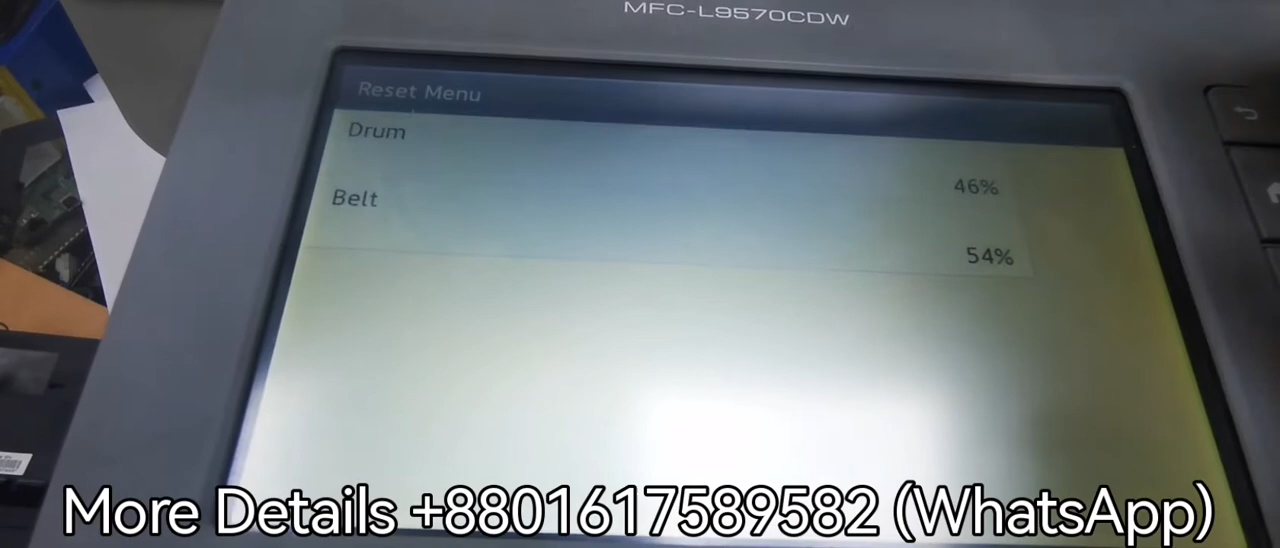 MFC-L9570CDW
Reset Menu
Drum
46%
Belt
54%
More Details +8801617589582 (WhatsApp)